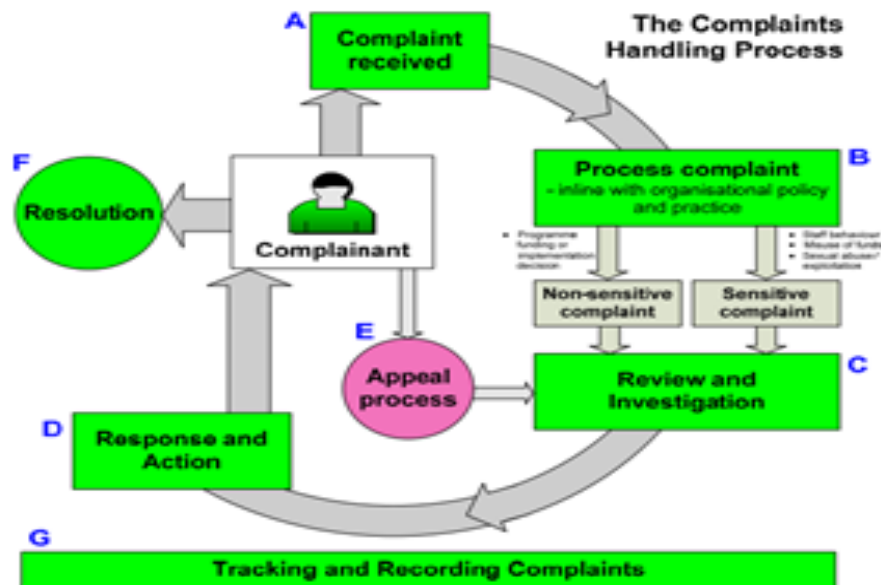 The Complaints
Handling Process
A
Complaint
received
B
Process complaint
- inline with organisational policy
and practice
• Programme
funding or
implementation
decision
• Staff behaviour
• Misuse of funds
• Sexual abuse/
exploitation
Non-sensitive
complaint
Sensitive
complaint
C
Review and
Investigation
F
Resolution
Complainant
E
Appeal
process
D
Response and
Action
G
Tracking and Recording Complaints